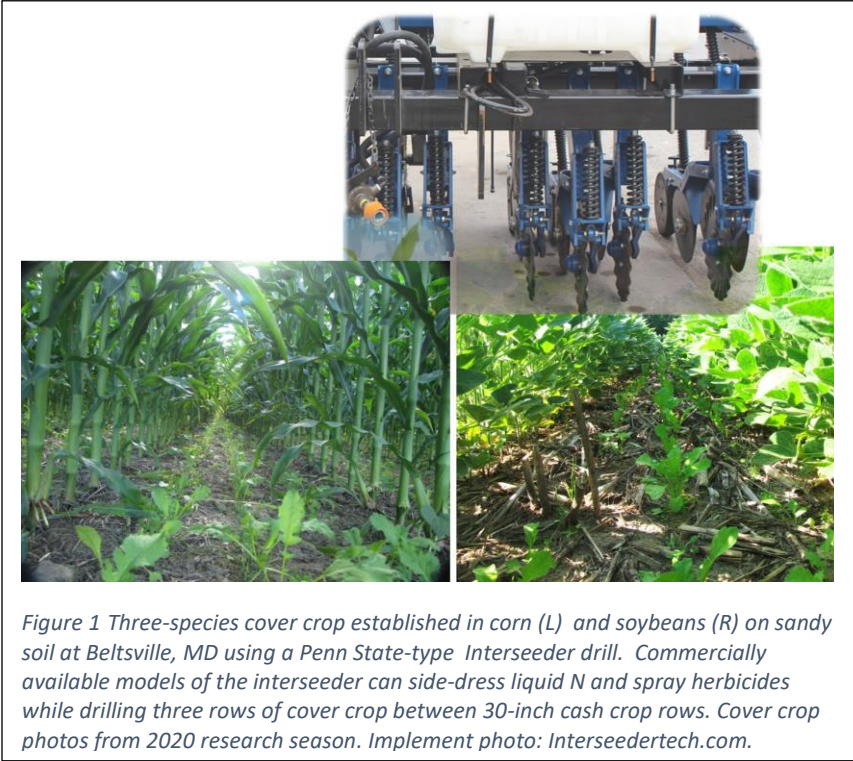 Figure 1 Three-species cover crop established in corn (L) and soybeans (R) on sandy
soil at Beltsville, MD using a Penn State-type Interseeder drill. Commercially
available models of the interseeder can side-dress liquid N and spray herbicides
while drilling three rows of cover crop between 30-inch cash crop rows. Cover crop
photos from 2020 research season. Implement photo: Interseedertech.com.